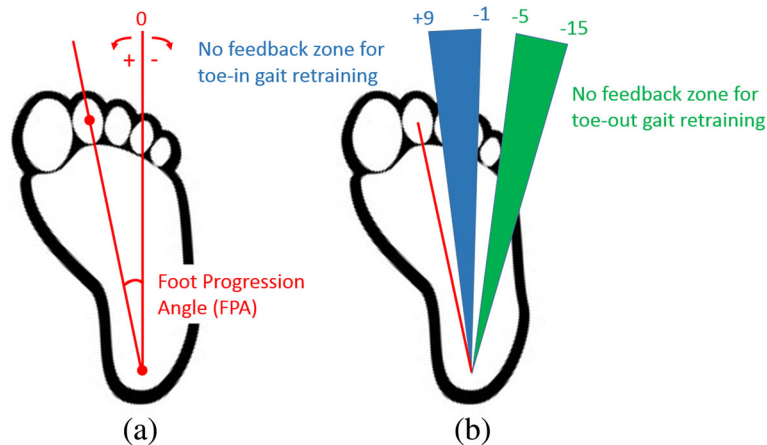 0
+ -
Foot Progression
Angle (FPA)
(a)
No feedback zone for
toe-in gait retraining
+9 -1 -5 -15
No feedback zone for
toe-out gait retraining
(b)